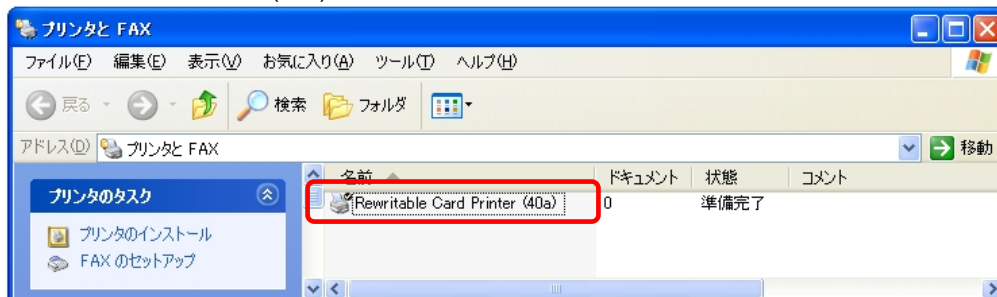 プリンタと FAX
ファイル(F) 編集(E) 表示(V) お気に入り(A) ツール(T) ヘルプ(H)
戻る 検索 フォルダ
アドレス(D) プリンタと FAX 移動
名前 ドキュメント 状態 コメント
プリンタのタスク
Rewritable Card Printer (40a) 0 準備完了
プリンタのインストール
FAX のセットアップ